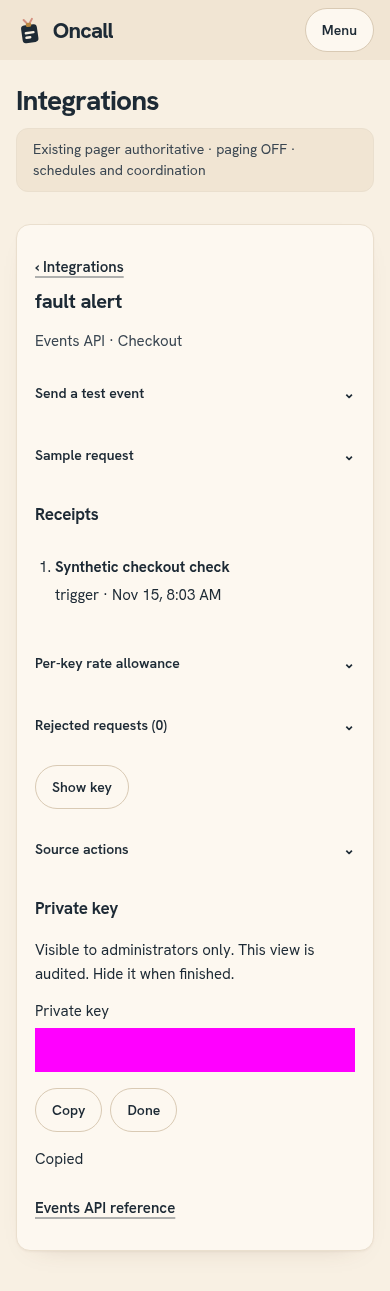 Oncall
Menu
Integrations
Existing pager authoritative · paging OFF ·
schedules and coordination
‹ Integrations
fault alert
Events API · Checkout
Send a test event
Sample request
Receipts
1. Synthetic checkout check
trigger · Nov 15, 8:03 AM
Per-key rate allowance
Rejected requests (0)
Show key
Source actions
Private key
Visible to administrators only. This view is
audited. Hide it when finished.
Private key
Copy
Done
Copied
Events API reference